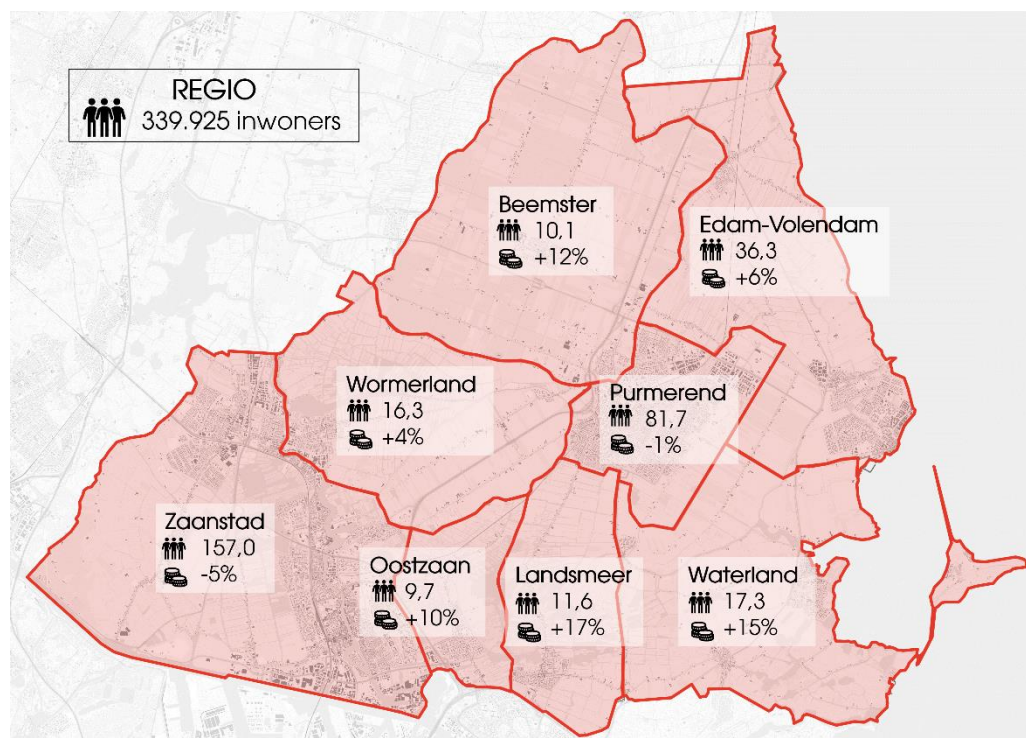 REGIO
339.925 inwoners
Beemster
10,1
+12%
Edam-Volendam
36,3
+6%
Wormerland
16,3
+4%
Purmerend
81,7
-1%
Zaanstad
157,0
-5%
Oostzaan
9,7
+10%
Landsmeer
11,6
+17%
Waterland
17,3
+15%